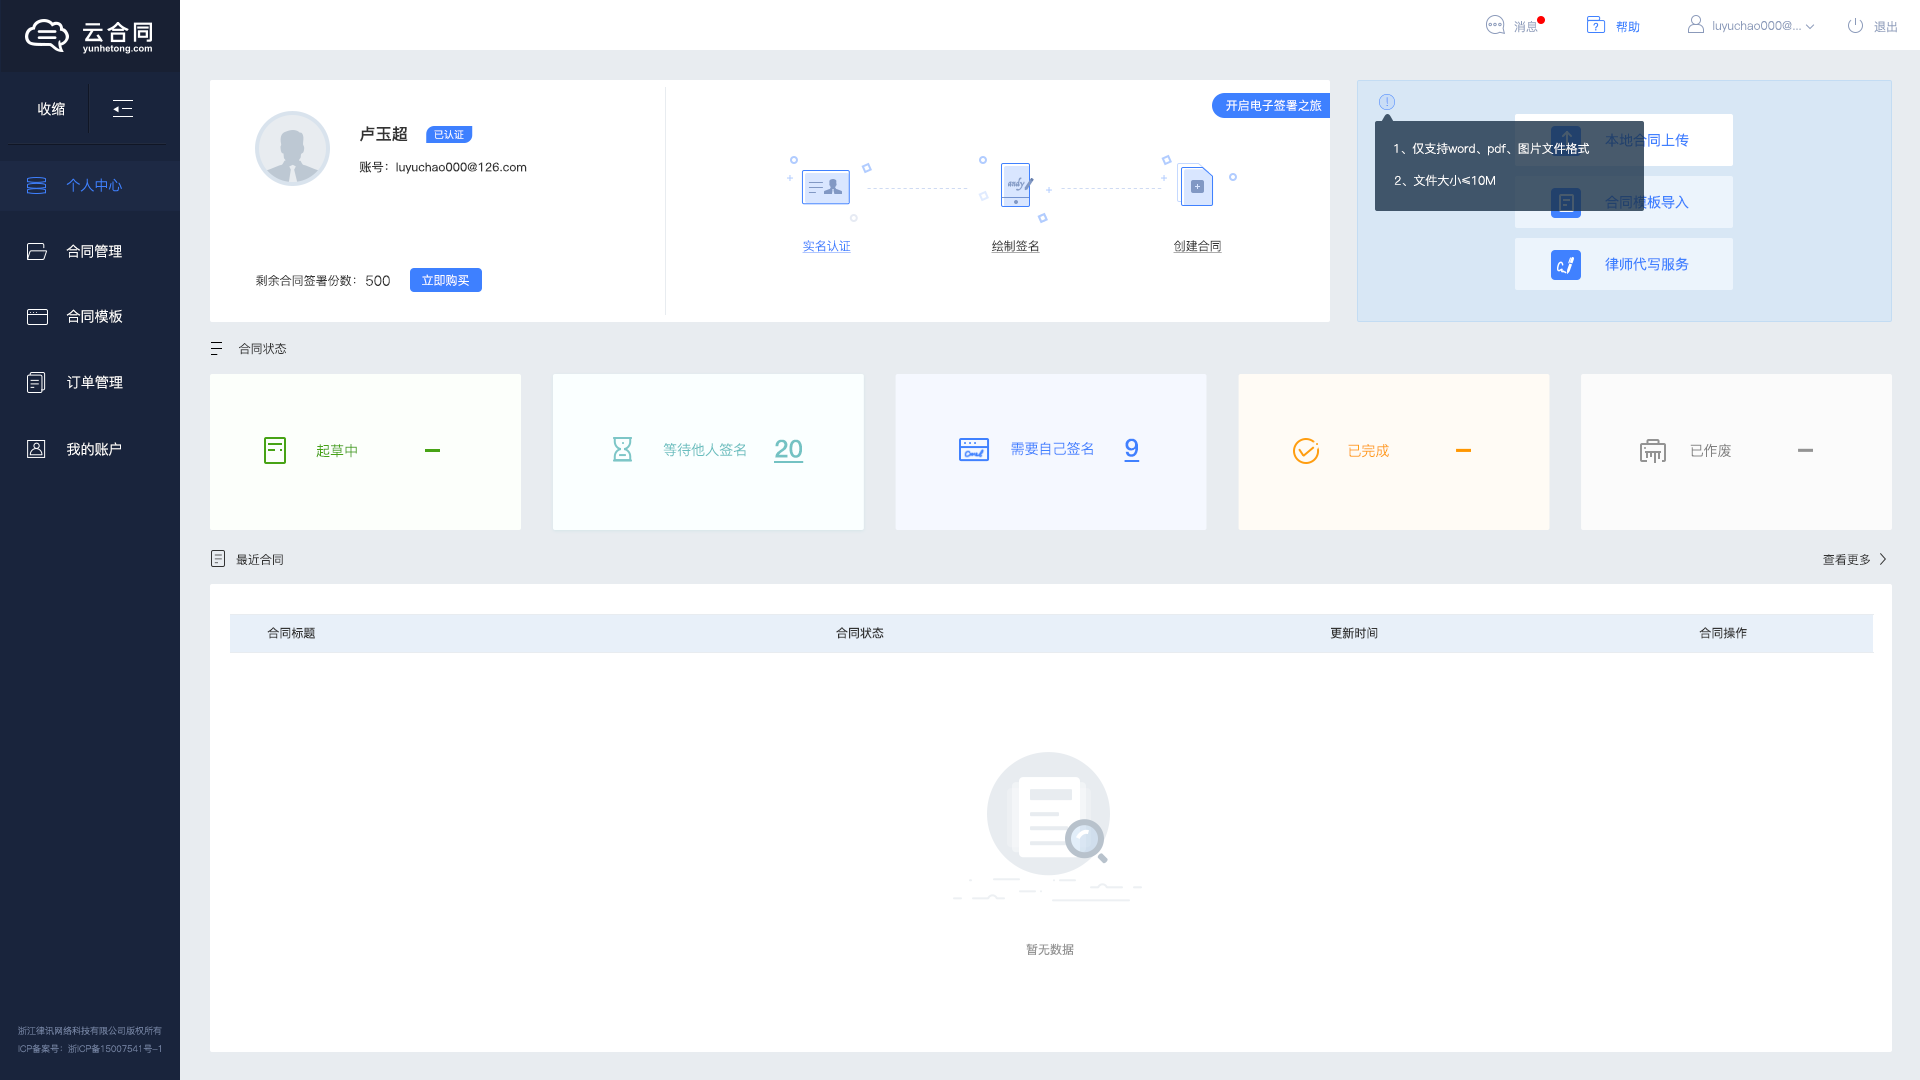 云合同
yunhetong.com
消息
帮助
luyuchao000@...
退出
收缩
个人中心
合同管理
合同模板
订单管理
我的账户
浙江律讯网络科技有限公司版权所有
ICP备案号：浙ICP备15007541号-1
卢玉超
已认证
账号：luyuchao000@126.com
剩余合同签署份数：500
立即购买
开启电子签署之旅
andy
实名认证
绘制签名
创建合同
1、仅支持word、pdf、图片文件格式
2、文件大小≤10M
本地合同上传
合同模板导入
律师代写服务
合同状态
起草中 —
等待他人签名 20
需要自己签名 9
已完成 —
已作废 —
最近合同
查看更多
合同标题 合同状态 更新时间 合同操作
暂无数据